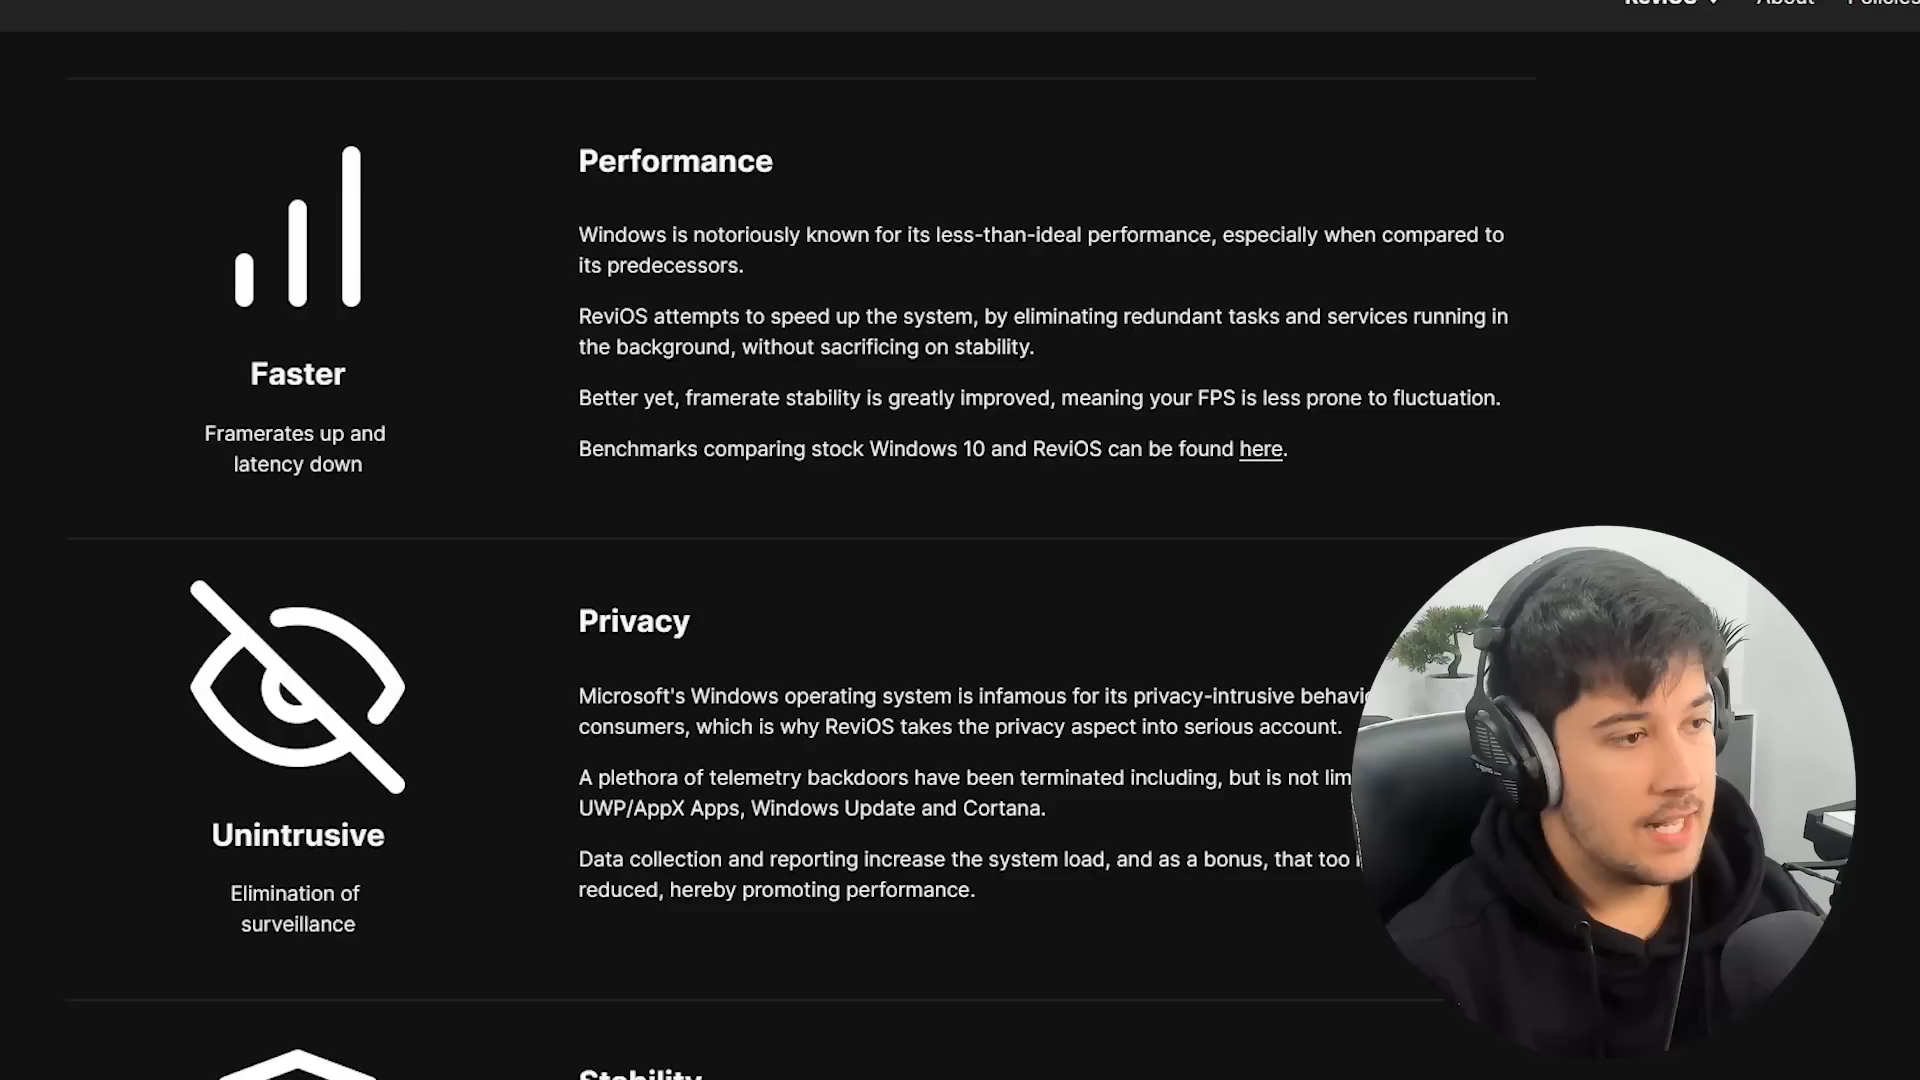 ReviOS
About
Policies
Performance
Windows is notoriously known for its less-than-ideal performance, especially when compared to
its predecessors.
ReviOS attempts to speed up the system, by eliminating redundant tasks and services running in
the background, without sacrificing on stability.
Better yet, framerate stability is greatly improved, meaning your FPS is less prone to fluctuation.
Benchmarks comparing stock Windows 10 and ReviOS can be found here.
Faster
Framerates up and
latency down
Privacy
Microsoft's Windows operating system is infamous for its privacy-intrusive
consumers, which is why ReviOS takes the privacy aspect into serious account.
A plethora of telemetry backdoors have been terminated including, but is not
UWP/AppX Apps, Windows Update and Cortana.
Data collection and reporting increase the system load, and as a bonus, that too
reduced, hereby promoting performance.
Unintrusive
Elimination of
surveillance
Stability